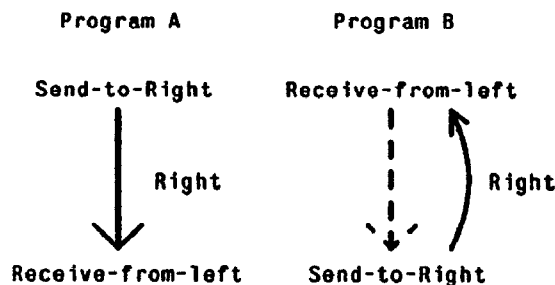 Program A Program B
Send-to-Right Receive-from-left
Right Right
Receive-from-left Send-to-Right